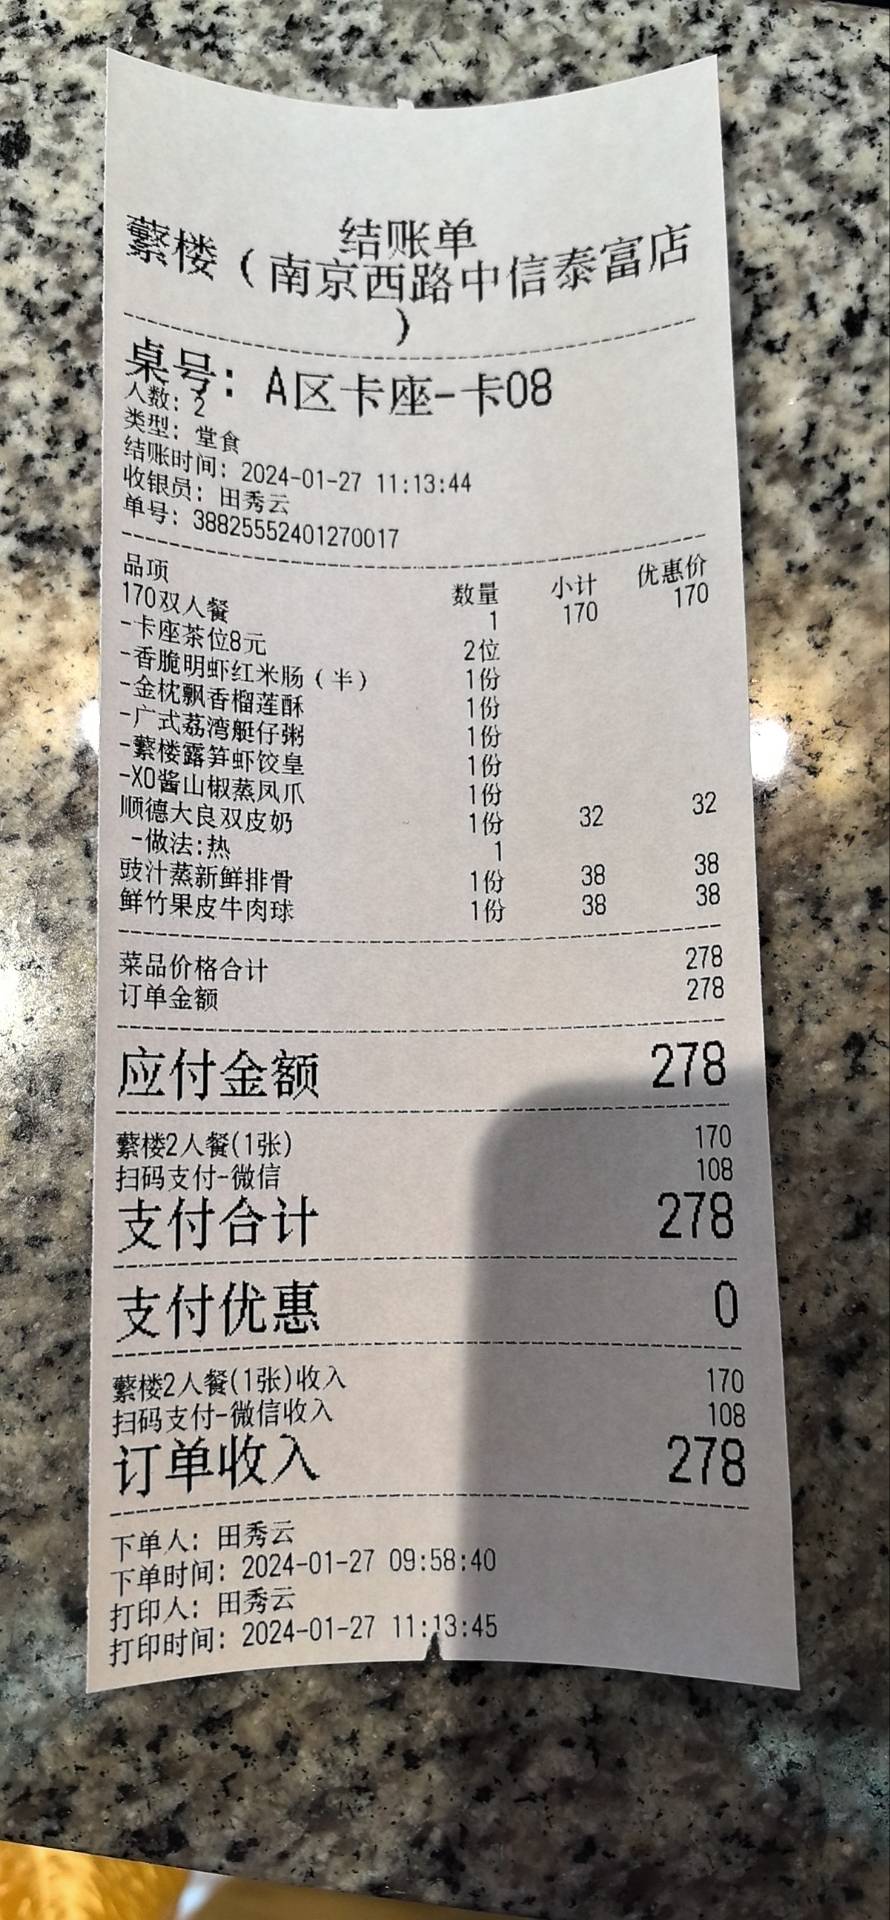 结账单
蘩楼（南京西路中信泰富店
）
桌号：A区卡座-卡08
人数：2
类型：堂食
结账时间：2024-01-27 11:13:44
收银员：田秀云
单号：38825552401270017
品项 数量 小计 优惠价
170双人餐 1 170 170
-卡座茶位8元 2位
-香脆明虾红米肠（半） 1份
-金枕飘香榴莲酥 1份
-广式荔湾艇仔粥 1份
-蘩楼露笋虾饺皇 1份
-XO酱山椒蒸凤爪 1份
顺德大良双皮奶 1份 32 32
-做法:热 1
豉汁蒸新鲜排骨 1份 38 38
鲜竹果皮牛肉球 1份 38 38
菜品价格合计 278
订单金额 278
应付金额 278
蘩楼2人餐(1张) 170
扫码支付-微信 108
支付合计 278
支付优惠 0
蘩楼2人餐(1张)收入 170
扫码支付-微信收入 108
订单收入 278
下单人：田秀云
下单时间：2024-01-27 09:58:40
打印人：田秀云
打印时间：2024-01-27 11:13:45